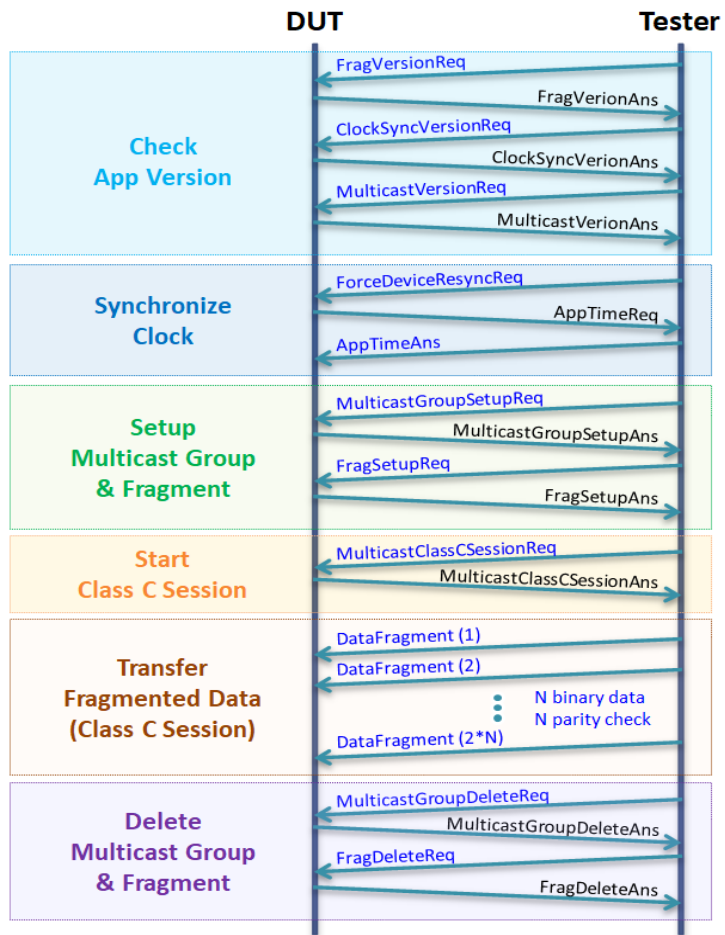 DUT
Tester
Check
App Version
FragVersionReq
FragVerionAns
ClockSyncVersionReq
ClockSyncVerionAns
MulticastVersionReq
MulticastVerionAns
Synchronize
Clock
ForceDeviceResyncReq
AppTimeReq
AppTimeAns
Setup
Multicast Group
& Fragment
MulticastGroupSetupReq
MulticastGroupSetupAns
FragSetupReq
FragSetupAns
Start
Class C Session
MulticastClassCSessionReq
MulticastClassCSessionAns
Transfer
Fragmented Data
(Class C Session)
DataFragment (1)
DataFragment (2)
N binary data
N parity check
DataFragment (2*N)
Delete
Multicast Group
& Fragment
MulticastGroupDeleteReq
MulticastGroupDeleteAns
FragDeleteReq
FragDeleteAns